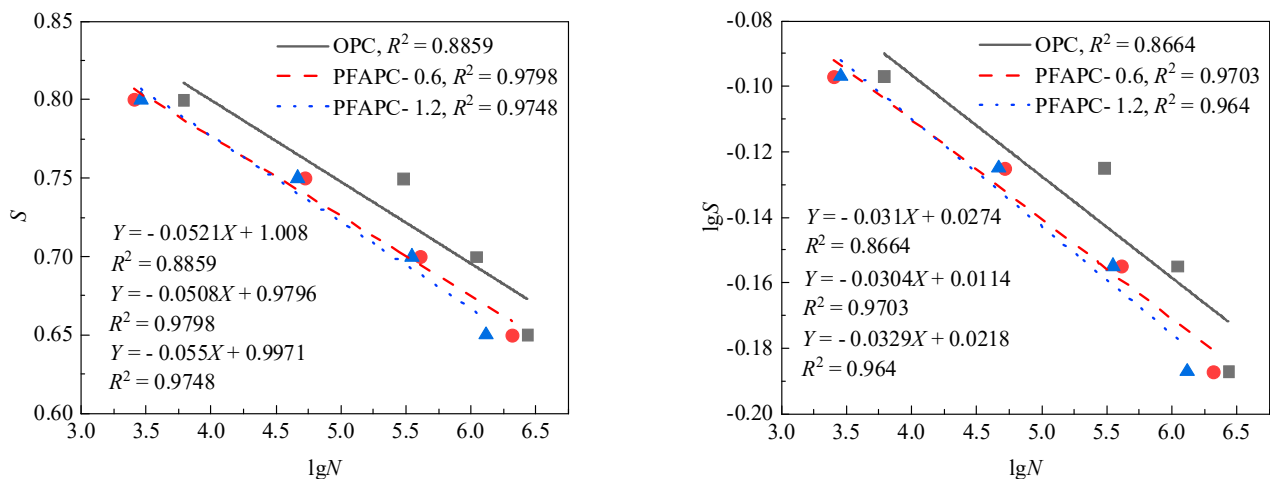 0.85
0.80
0.75
0.70
0.65
0.60
S
OPC, R² = 0.8859
PFAPC- 0.6, R² = 0.9798
PFAPC- 1.2, R² = 0.9748
Y = - 0.0521X + 1.008
R² = 0.8859
Y = - 0.0508X + 0.9796
R² = 0.9798
Y = - 0.055X + 0.9971
R² = 0.9748
3.0 3.5 4.0 4.5 5.0 5.5 6.0 6.5
lgN
-0.08
-0.10
-0.12
-0.14
-0.16
-0.18
-0.20
lgS
OPC, R² = 0.8664
PFAPC- 0.6, R² = 0.9703
PFAPC- 1.2, R² = 0.964
Y = - 0.031X + 0.0274
R² = 0.8664
Y = - 0.0304X + 0.0114
R² = 0.9703
Y = - 0.0329X + 0.0218
R² = 0.964
3.0 3.5 4.0 4.5 5.0 5.5 6.0 6.5
lgN